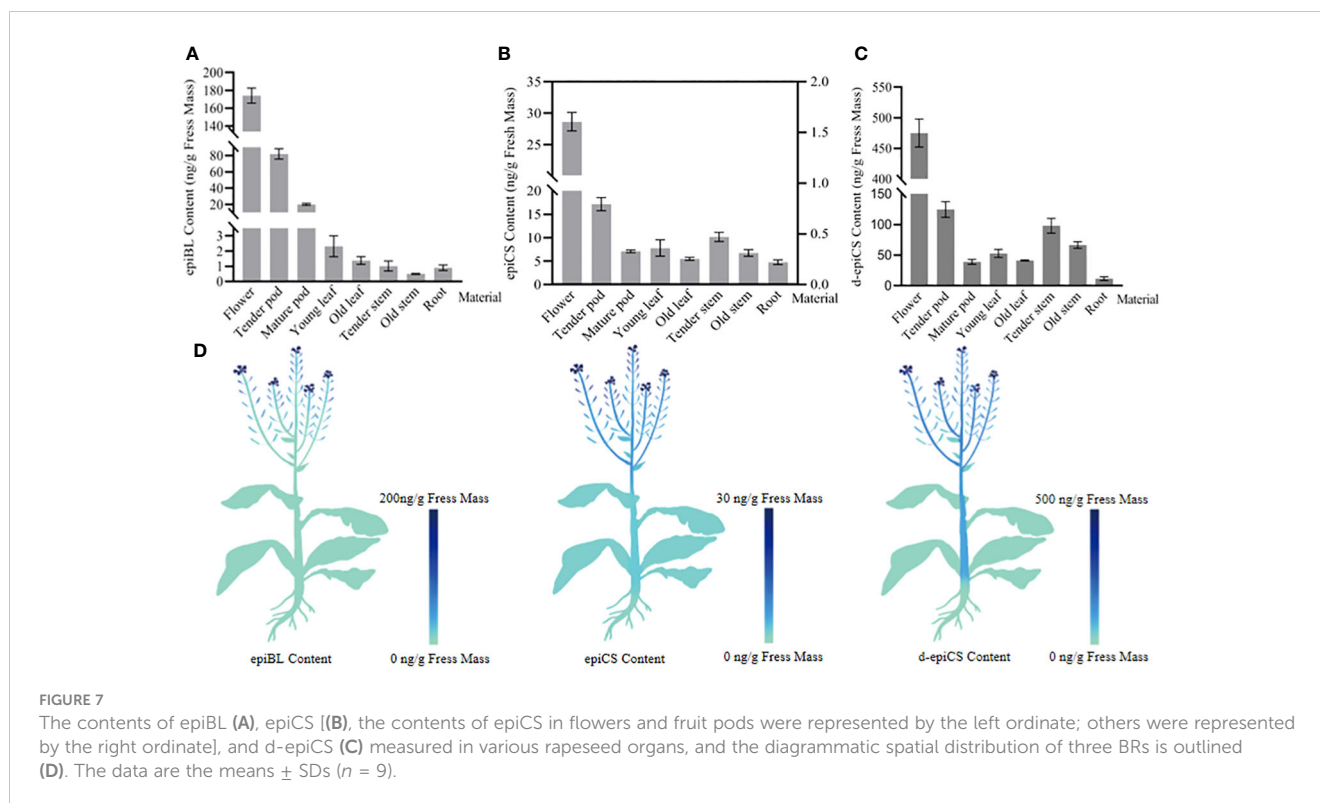 A
B
C
epiBL Content (ng/g Fress Mass)
200
180
160
140
80
60
40
20
3
2
1
0
Flower
Tender pod
Mature pod
Young leaf
Old leaf
Tender stem
Old stem
Root
Material
epiCS Content (ng/g Fresh Mass)
35
30
25
20
15
10
5
0
2.0
1.5
1.0
0.5
0.0
Flower
Tender pod
Mature pod
Young leaf
Old leaf
Tender stem
Old stem
Root
Material
d-epiCS Content (ng/g Fress Mass)
550
500
450
400
150
100
50
0
Flower
Tender pod
Mature pod
Young leaf
Old leaf
Tender stem
Old stem
Root
Material
D
200ng/g Fress Mass
0 ng/g Fress Mass
epiBL Content
30 ng/g Fress Mass
0 ng/g Fress Mass
epiCS Content
500 ng/g Fress Mass
0 ng/g Fress Mass
d-epiCS Content
FIGURE 7
The contents of epiBL (A), epiCS [(B), the contents of epiCS in flowers and fruit pods were represented by the left ordinate; others were represented
by the right ordinate], and d-epiCS (C) measured in various rapeseed organs, and the diagrammatic spatial distribution of three BRs is outlined
(D). The data are the means ± SDs (n = 9).